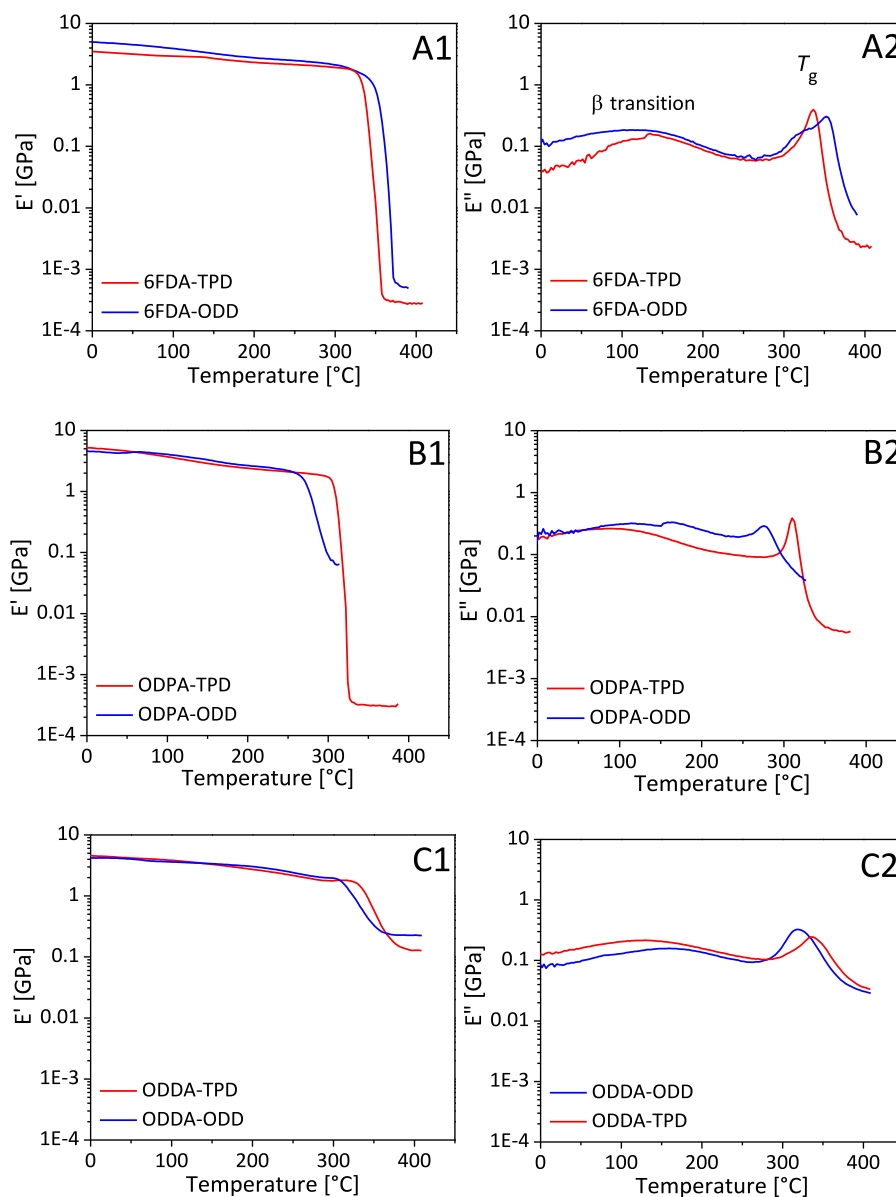 A1
E' [GPa]
10
1
0.1
0.01
1E-3
1E-4
6FDA-TPD
6FDA-ODD
0 100 200 300 400
Temperature [°C]
A2
E" [GPa]
10
1
0.1
0.01
1E-3
1E-4
β transition
Tg
6FDA-TPD
6FDA-ODD
0 100 200 300 400
Temperature [°C]
B1
E' [GPa]
10
1
0.1
0.01
1E-3
1E-4
ODPA-TPD
ODPA-ODD
0 100 200 300 400
Temperature [°C]
B2
E" [GPa]
10
1
0.1
0.01
1E-3
1E-4
ODPA-TPD
ODPA-ODD
0 100 200 300 400
Temperature [°C]
C1
E' [GPa]
10
1
0.1
0.01
1E-3
1E-4
ODDA-TPD
ODDA-ODD
0 100 200 300 400
Temperature [°C]
C2
E" [GPa]
10
1
0.1
0.01
1E-3
1E-4
ODDA-ODD
ODDA-TPD
0 100 200 300 400
Temperature [°C]